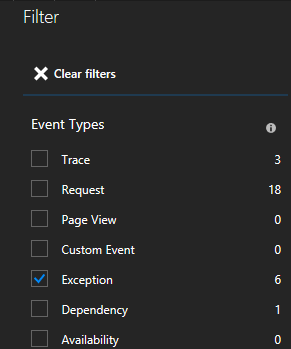 Filter
Clear filters
Event Types
Trace 3
Request 18
Page View 0
Custom Event 0
Exception 6
Dependency 1
Availability 0